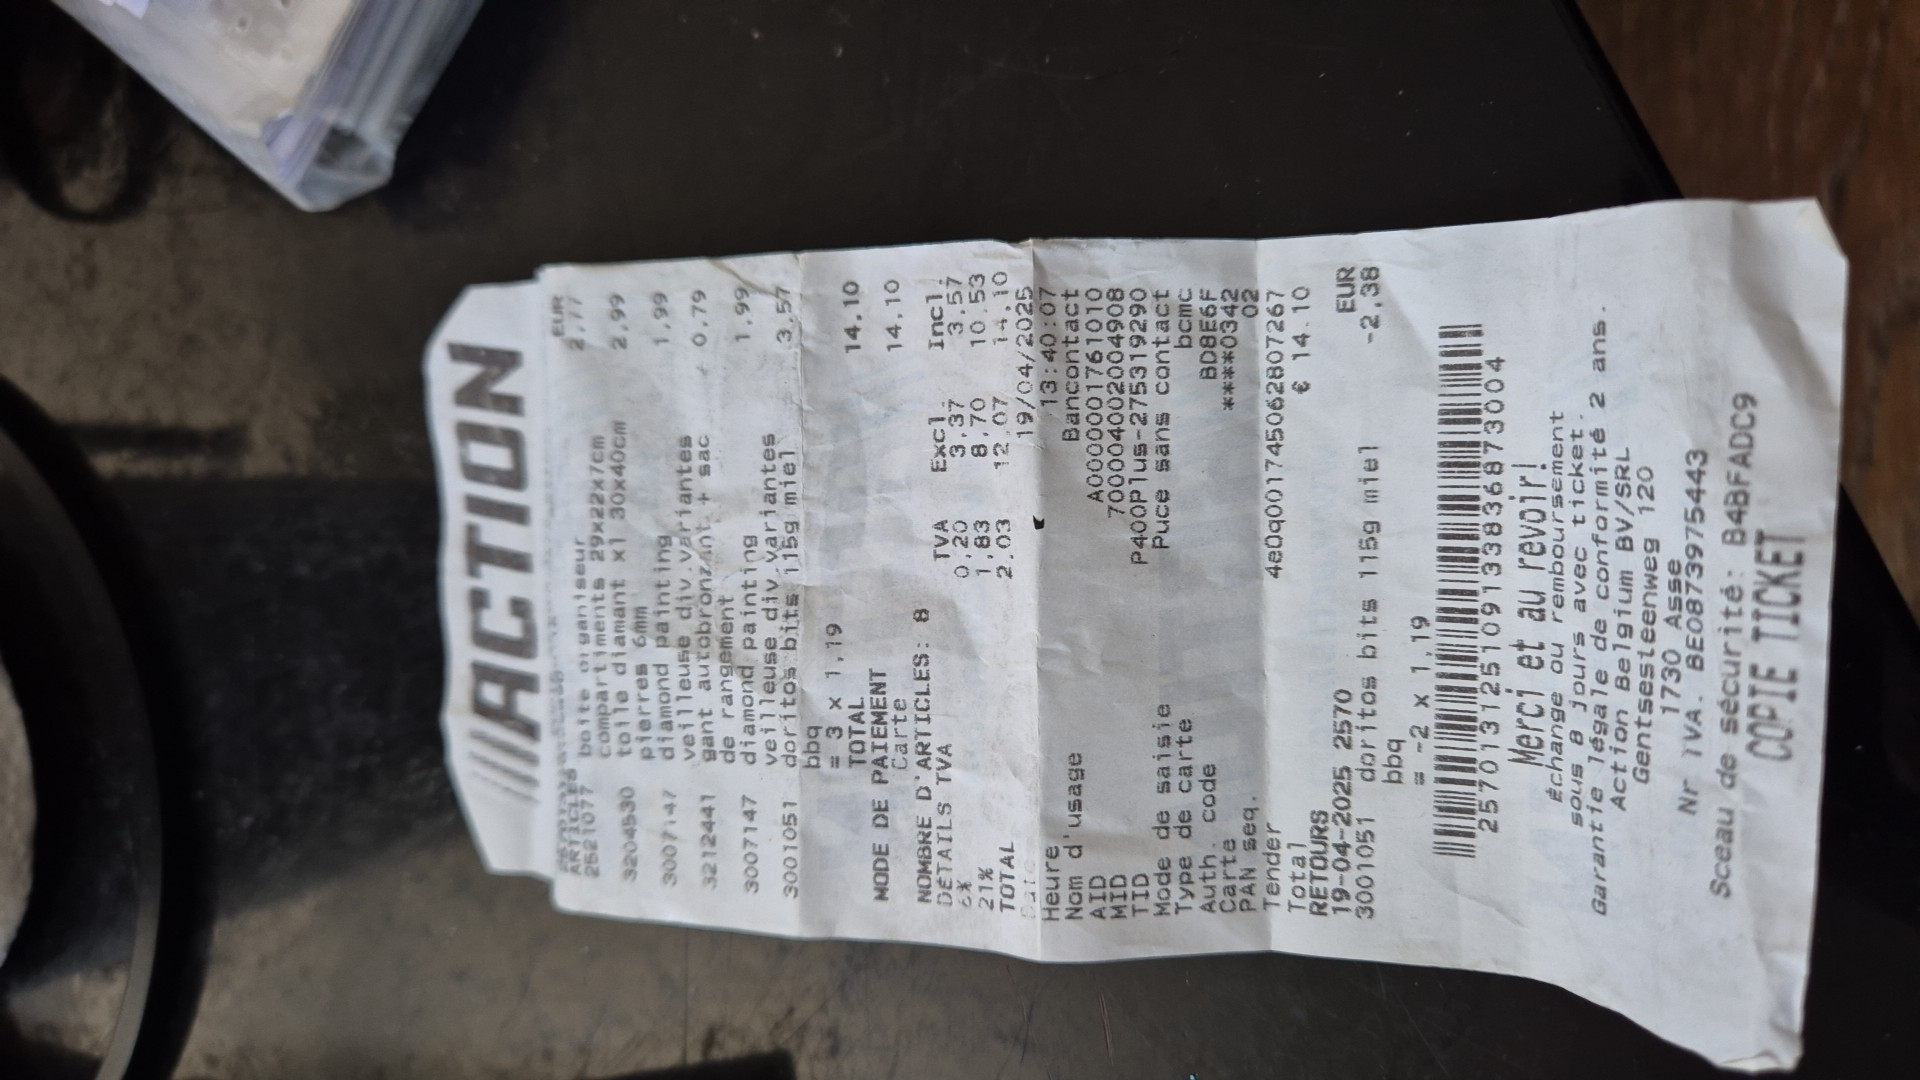 ACTION
EUR
ARTICLES
2521077 boîte organiseur 2,77
compartiments 29x22x7cm
3204530 toile diamant x1 30x40cm 2,99
pierres 6mm
3007147 diamond painting 1,99
veilleuse div.variantes
3212441 gant autobronzant + sac 0,79
de rangement
3007147 diamond painting 1,99
veilleuse div.variantes
3001051 doritos bits 115g miel 3,57
bbq
= 3 x 1,19
TOTAL 14,10
MODE DE PAIEMENT
Carte 14,10
NOMBRE D'ARTICLES: 8
DÉTAILS TVA TVA Excl. Incl.
6% 0,20 3,37 3,57
21% 1,83 8,70 10,53
TOTAL 2,03 12,07 14,10
Date 19/04/2025
Heure 13:40:07
Nom d'usage Bancontact
AID A0000001761010
MID 700004002004908
TID P400Plus-275319290
Mode de saisie Puce sans contact
Type de carte bcmc
Auth. code BD8E6F
Carte ****0342
PAN seq. 02
Tender 4eQq001745062807267
Total € 14.10
RETOURS
19-04-2025 2570 EUR
3001051 doritos bits 115g miel -2,38
bbq
= -2 x 1,19
257013125109133836873004
Merci et au revoir!
Échange ou remboursement
sous 8 jours avec ticket.
Garantie légale de conformité 2 ans.
Action Belgium BV/SRL
Gentsesteenweg 120
1730 Asse
Nr TVA. BE0873975443
Sceau de sécurité: B4BFADC9
COPIE TICKET